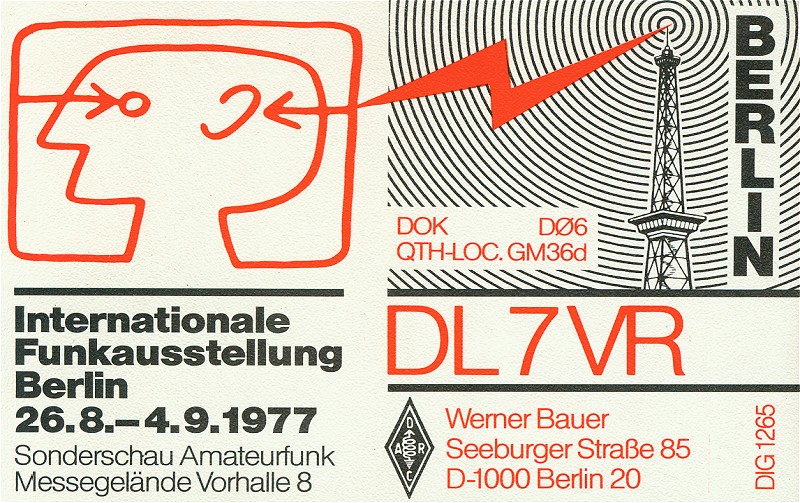 BERLIN
DOK DØ6
QTH-LOC. GM36d
Internationale
Funkausstellung
Berlin
26.8.–4.9.1977
Sonderschau Amateurfunk
Messegelände Vorhalle 8
DL7VR
DARC
Werner Bauer
Seeburger Straße 85
D-1000 Berlin 20
DIG 1265